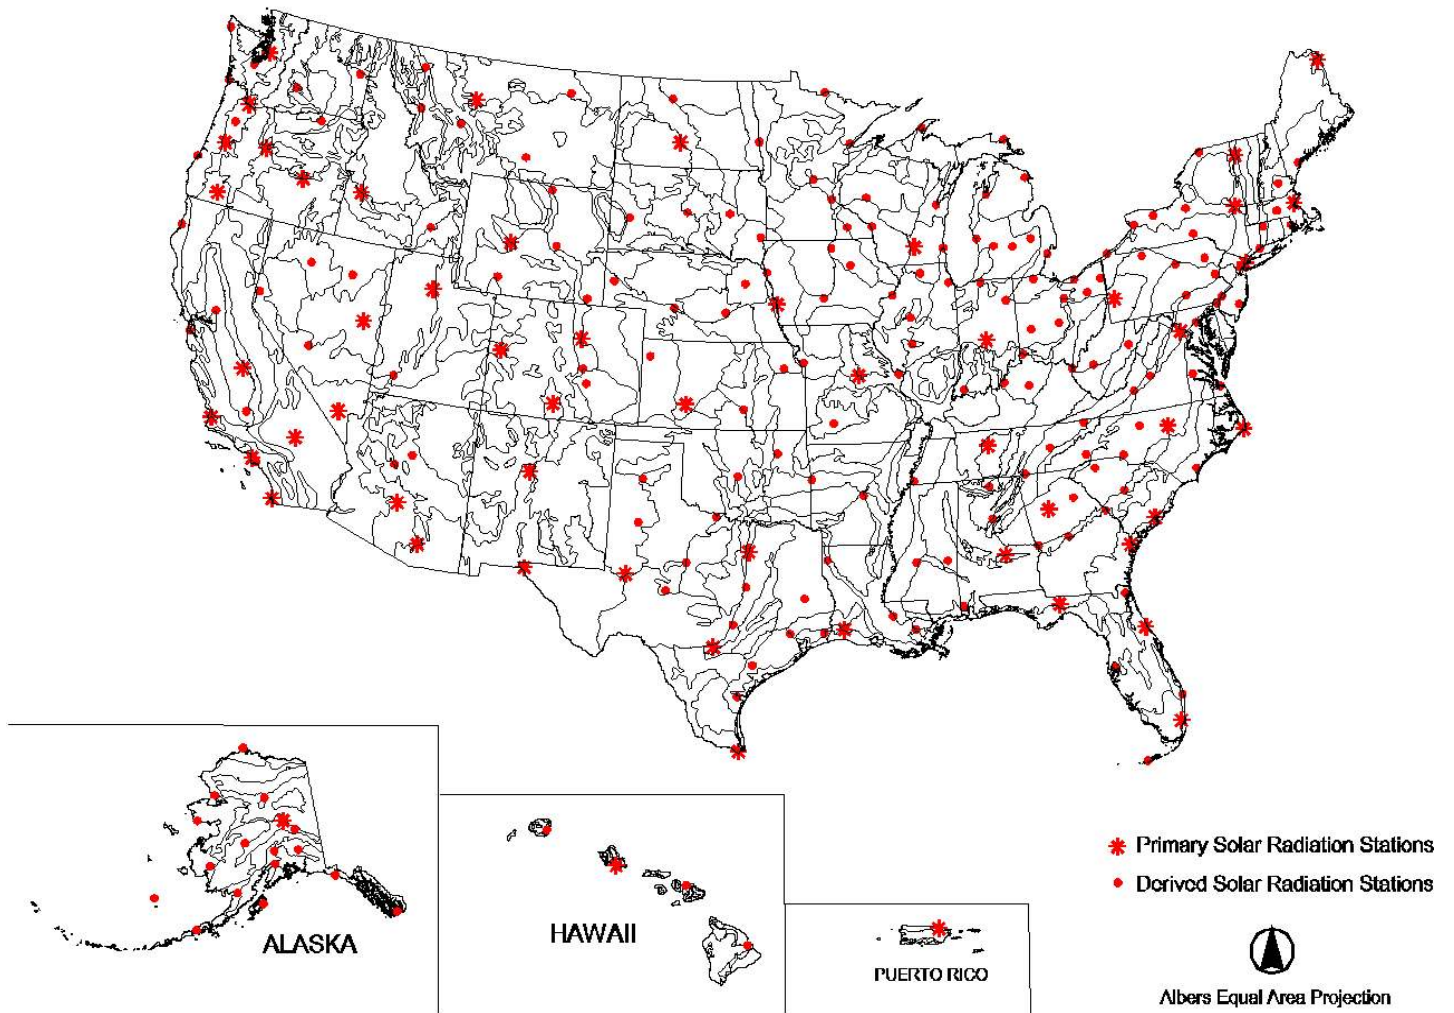 Primary Solar Radiation Stations
Derived Solar Radiation Stations
ALASKA
HAWAII
PUERTO RICO
Albers Equal Area Projection